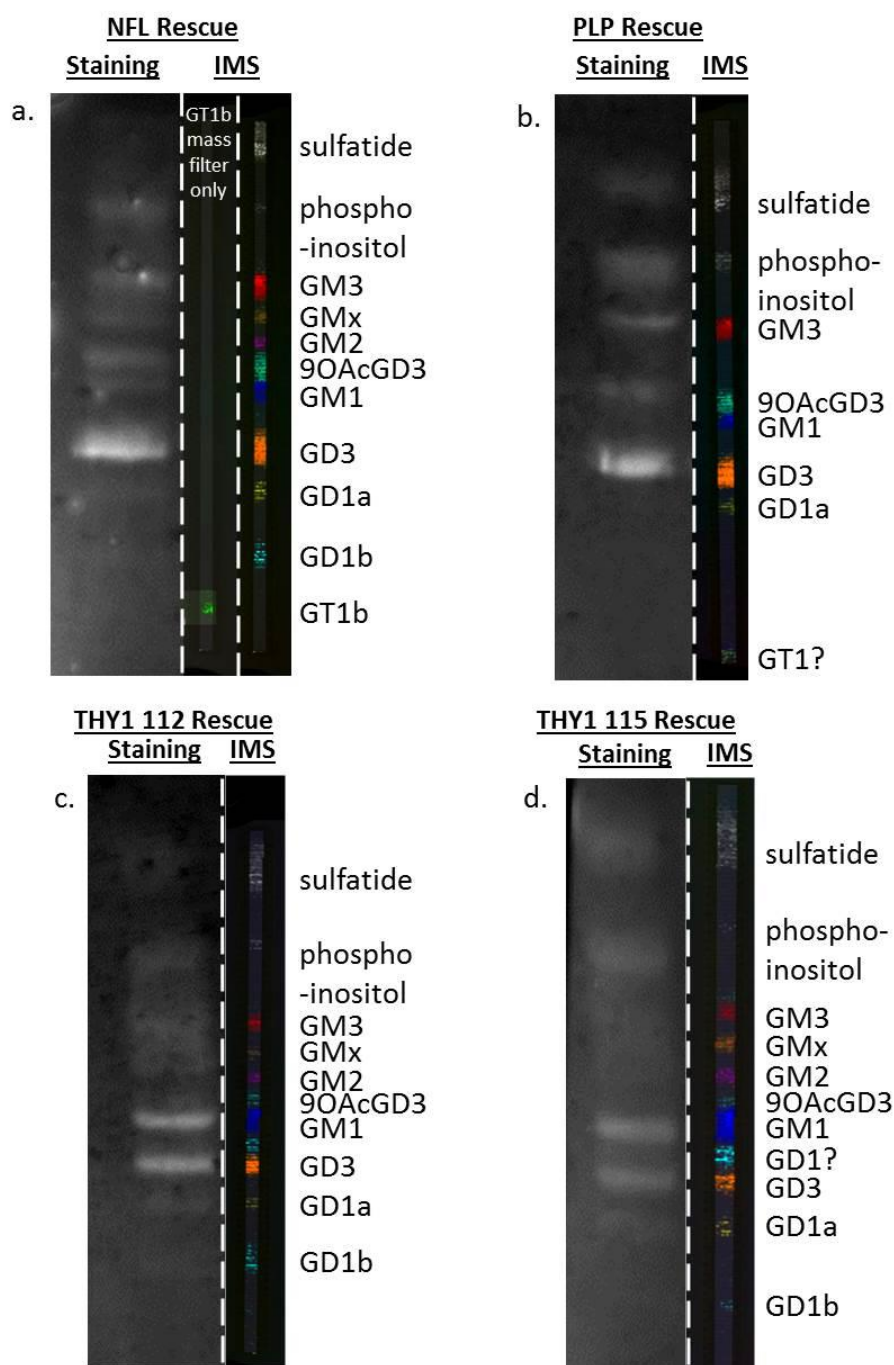 NFL Rescue
Staining IMS
a.
GT1b
mass
filter
only
sulfatide
phospho
-inositol
GM3
GMx
GM2
9OAcGD3
GM1
GD3
GD1a
GD1b
GT1b
PLP Rescue
Staining IMS
b.
sulfatide
phospho-
inositol
GM3
9OAcGD3
GM1
GD3
GD1a
GT1?
THY1 112 Rescue
Staining IMS
c.
sulfatide
phospho
-inositol
GM3
GMx
GM2
9OAcGD3
GM1
GD3
GD1a
GD1b
THY1 115 Rescue
Staining IMS
d.
sulfatide
phospho-
inositol
GM3
GMx
GM2
9OAcGD3
GM1
GD1?
GD3
GD1a
GD1b